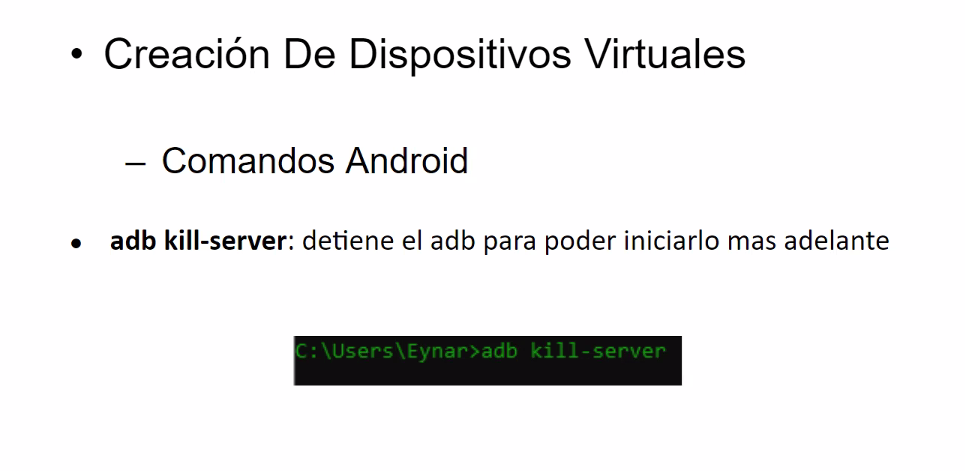 • Creación De Dispositivos Virtuales
– Comandos Android
• adb kill-server: detiene el adb para poder iniciarlo mas adelante
C:\Users\Eynar>adb kill-server